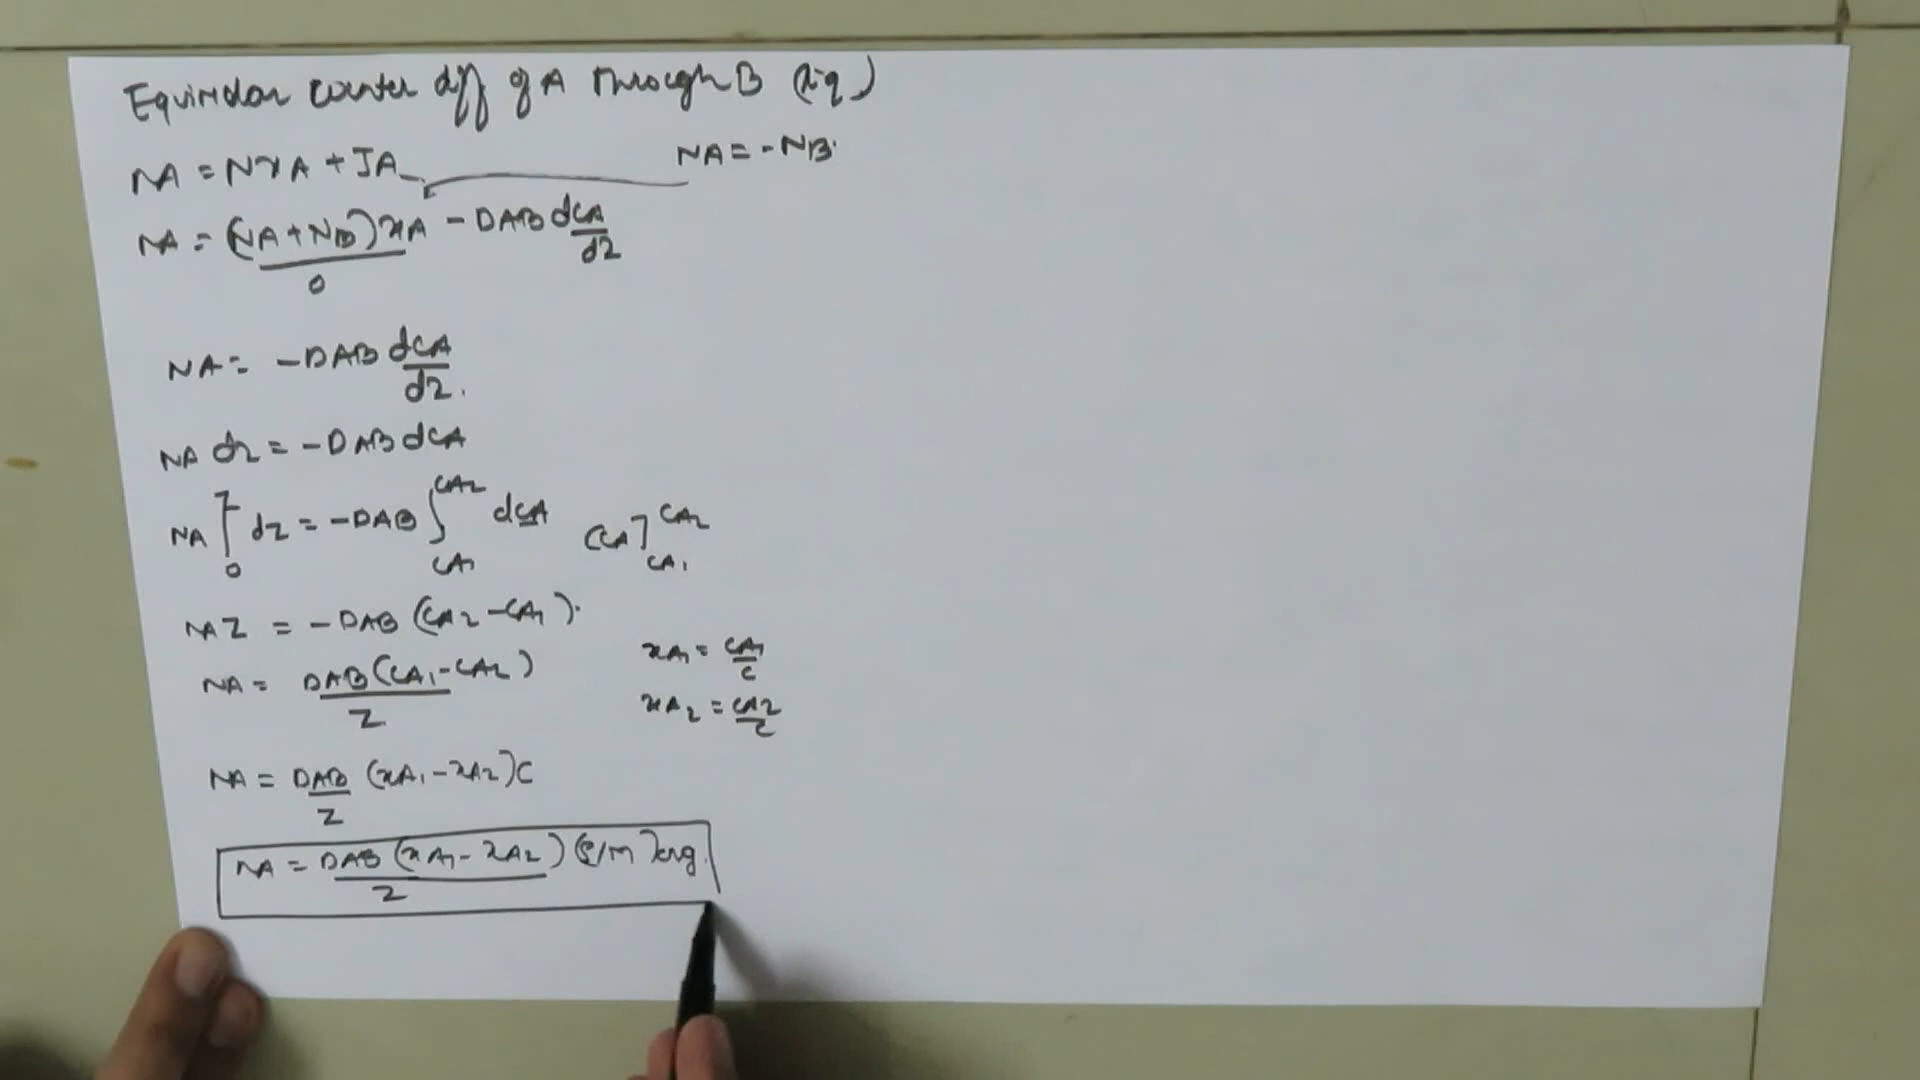 Equimolar counter diff of A through B (liq)
NA = NxA + JA
NA = -NB.
NA = (NA+NB)xA - DAB dCA/dz
0
NA = -DAB dCA/dz.
NA dz = -DAB dCA
NA ∫0^z dz = -DAB ∫CA1^CA2 dCA
[CA]CA1^CA2
NA Z = -DAB (CA2 - CA1).
NA = DAB(CA1 - CA2)/Z
xA1 = CA1/C
xA2 = CA2/C
NA = DAB/Z (xA1 - xA2)C
NA = DAB (xA1 - xA2)/Z (ρ/M)avg.